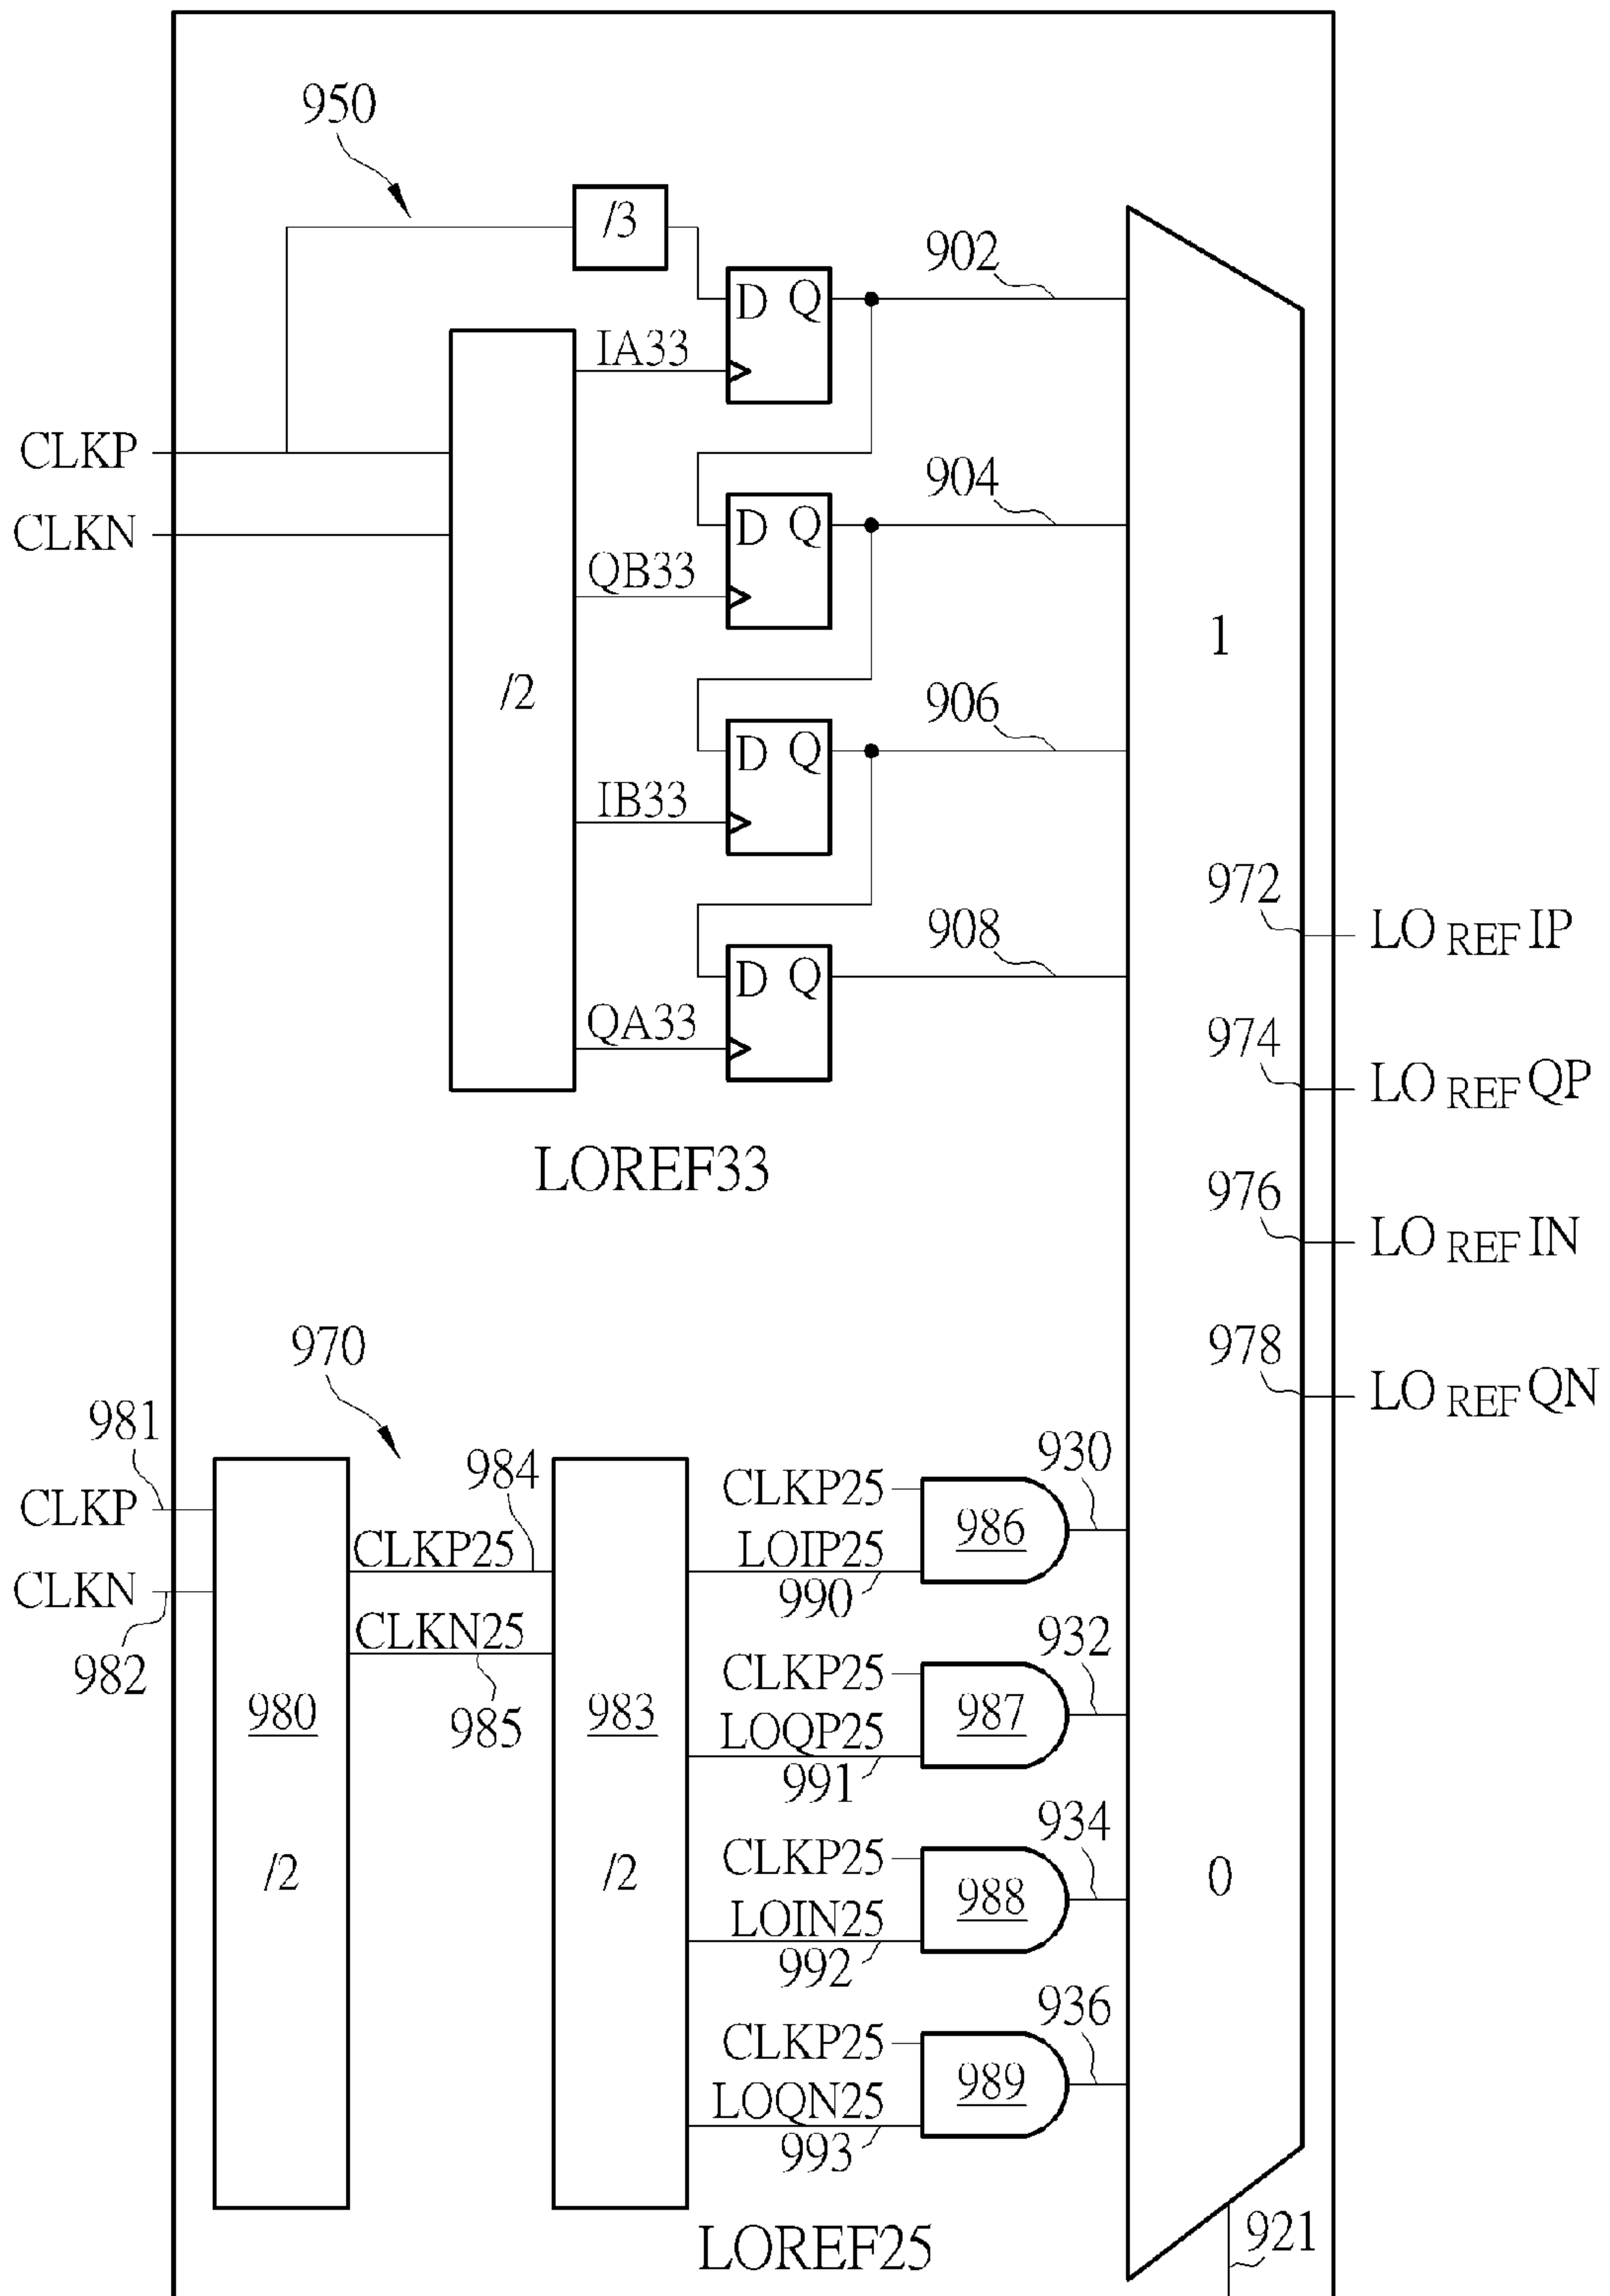 950
/3
902
D Q
IA33
CLKP
CLKN
904
D Q
QB33
1
/2
906
D Q
IB33
972
LO REF IP
908
D Q
QA33
974
LO REF QP
LOREF33
976
LO REF IN
970
978
LO REF QN
981
CLKP
984
CLKP25
930
986
CLKP25
LOIP25
990
CLKN
982
CLKN25
985
932
CLKP25
980
983
987
LOQP25
991
934
CLKP25
/2
/2
988
0
LOIN25
992
936
CLKP25
989
LOQN25
993
LOREF25
921